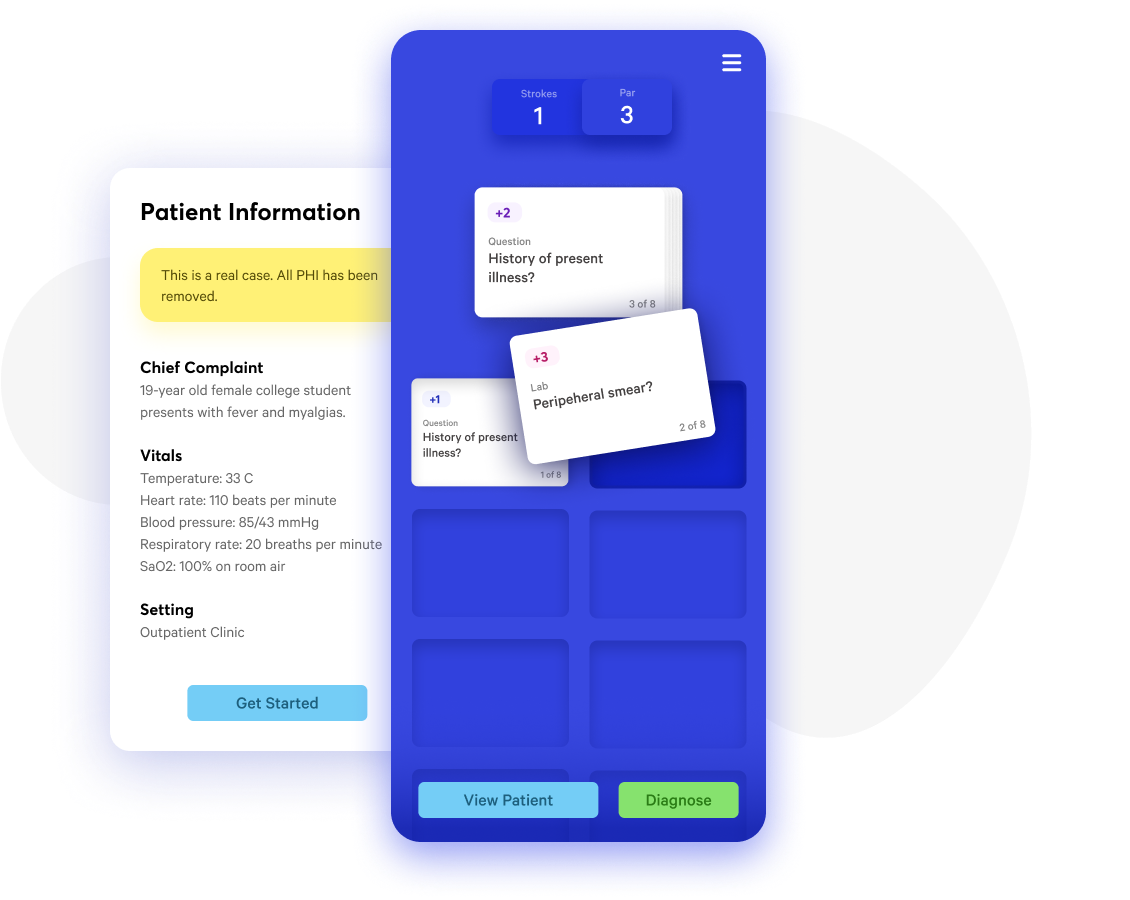 Patient Information
This is a real case. All PHI has been
removed.
Chief Complaint
19-year old female college student
presents with fever and myalgias.
Vitals
Temperature: 33 C
Heart rate: 110 beats per minute
Blood pressure: 85/43 mmHg
Respiratory rate: 20 breaths per minute
SaO2: 100% on room air
Setting
Outpatient Clinic
Get Started
Strokes
1
Par
3
+2
Question
History of present
illness?
3 of 8
+3
Lab
Peripeheral smear?
2 of 8
+1
Question
History of present
illness?
1 of 8
View Patient
Diagnose